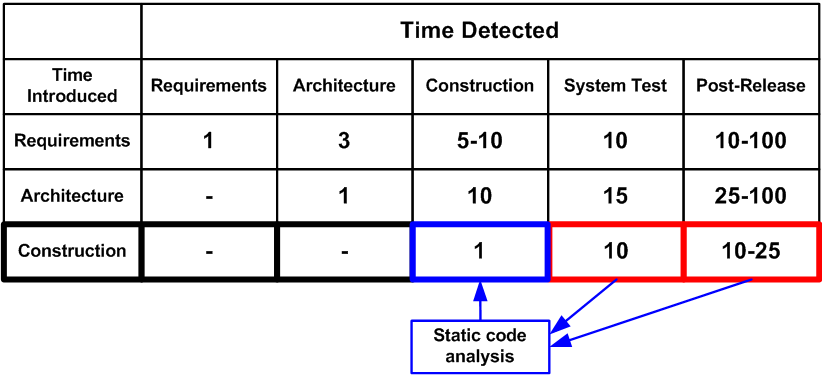 Time Detected
Time
Introduced
Requirements Architecture Construction System Test Post-Release
Requirements 1 3 5-10 10 10-100
Architecture - 1 10 15 25-100
Construction - - 1 10 10-25
Static code
analysis